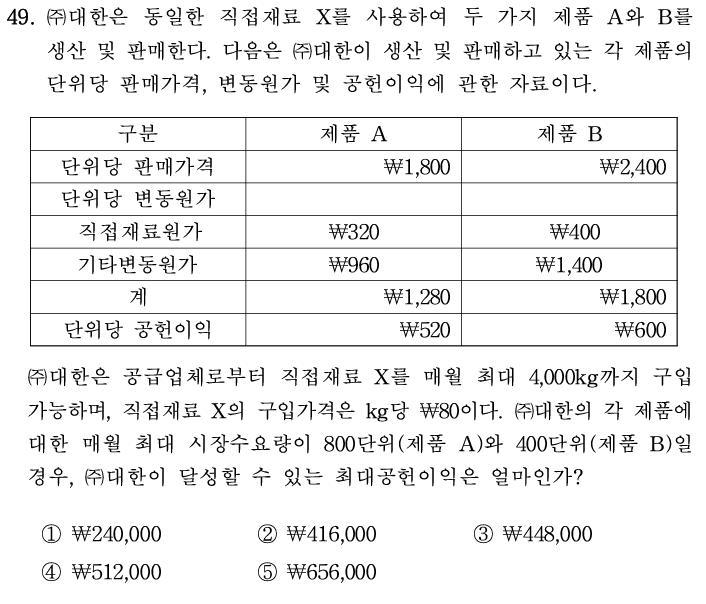 49. ㈜대한은 동일한 직접재료 X를 사용하여 두 가지 제품 A와 B를
생산 및 판매한다. 다음은 ㈜대한이 생산 및 판매하고 있는 각 제품의
단위당 판매가격, 변동원가 및 공헌이익에 관한 자료이다.
구분 제품 A 제품 B
단위당 판매가격 ₩1,800 ₩2,400
단위당 변동원가
직접재료원가 ₩320 ₩400
기타변동원가 ₩960 ₩1,400
계 ₩1,280 ₩1,800
단위당 공헌이익 ₩520 ₩600
㈜대한은 공급업체로부터 직접재료 X를 매월 최대 4,000kg까지 구입
가능하며, 직접재료 X의 구입가격은 kg당 ₩80이다. ㈜대한의 각 제품에
대한 매월 최대 시장수요량이 800단위(제품 A)와 400단위(제품 B)일
경우, ㈜대한이 달성할 수 있는 최대공헌이익은 얼마인가?
① ₩240,000 ② ₩416,000 ③ ₩448,000
④ ₩512,000 ⑤ ₩656,000